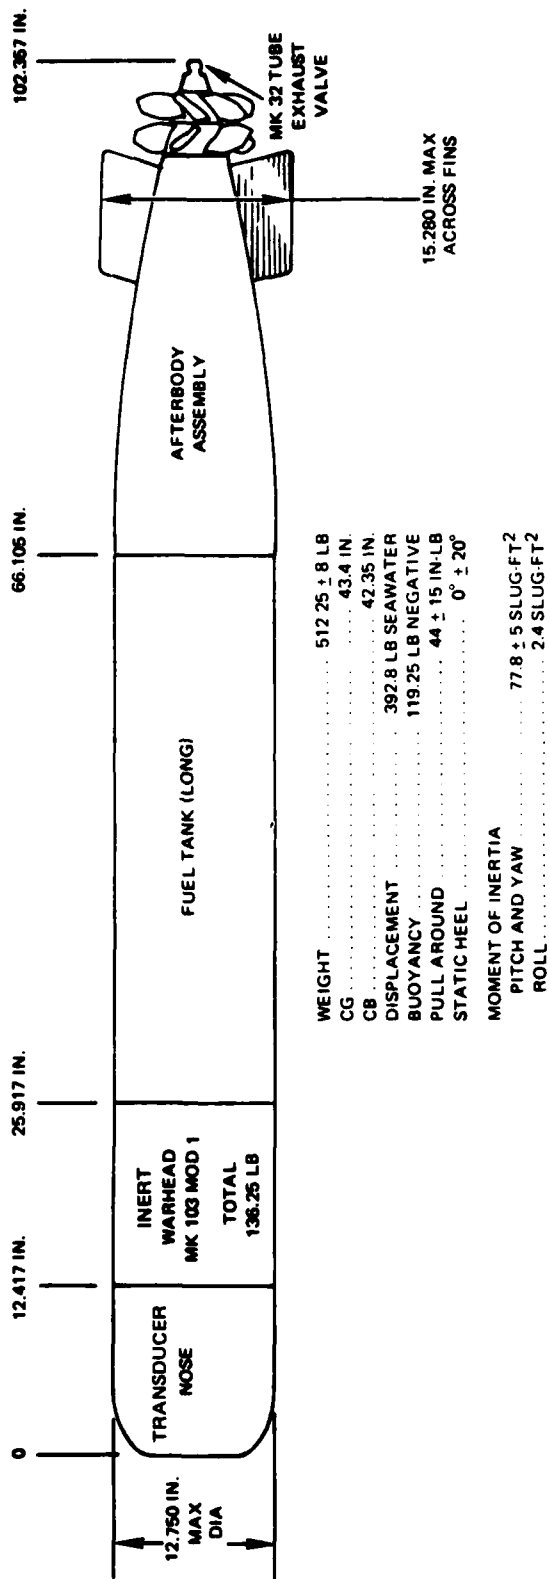 0
12.417 IN.
25.917 IN.
66.105 IN.
102.357 IN.
12.750 IN.
MAX
DIA
TRANSDUCER
NOSE
INERT
WARHEAD
MK 103 MOD 1
TOTAL
136.25 LB
FUEL TANK (LONG)
AFTERBODY
ASSEMBLY
MK 32 TUBE
EXHAUST
VALVE
15.280 IN. MAX
ACROSS FINS
WEIGHT ........ 512 25 ± 8 LB
CG ........ 43.4 IN.
CB ........ 42.35 IN.
DISPLACEMENT ........ 392.8 LB SEAWATER
BUOYANCY ........ 119.25 LB NEGATIVE
PULL AROUND ........ 44 ± 15 IN-LB
STATIC HEEL ........ 0° ± 20°
MOMENT OF INERTIA
PITCH AND YAW ........ 77.8 ± 5 SLUG-FT²
ROLL ........ 2.4 SLUG-FT²